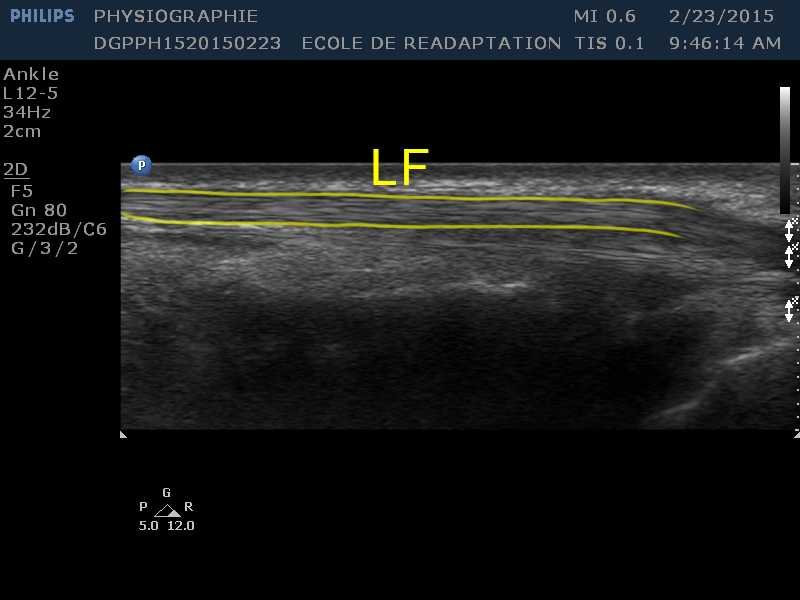 PHILIPS PHYSIOGRAPHIE MI 0.6 2/23/2015
DGPPH1520150223 ECOLE DE READAPTATION TIS 0.1 9:46:14 AM
Ankle
L12-5
34Hz
2cm
2D
F5
Gn 80
232dB/C6
G/3/2
P
LF
G
P R
5.0 12.0